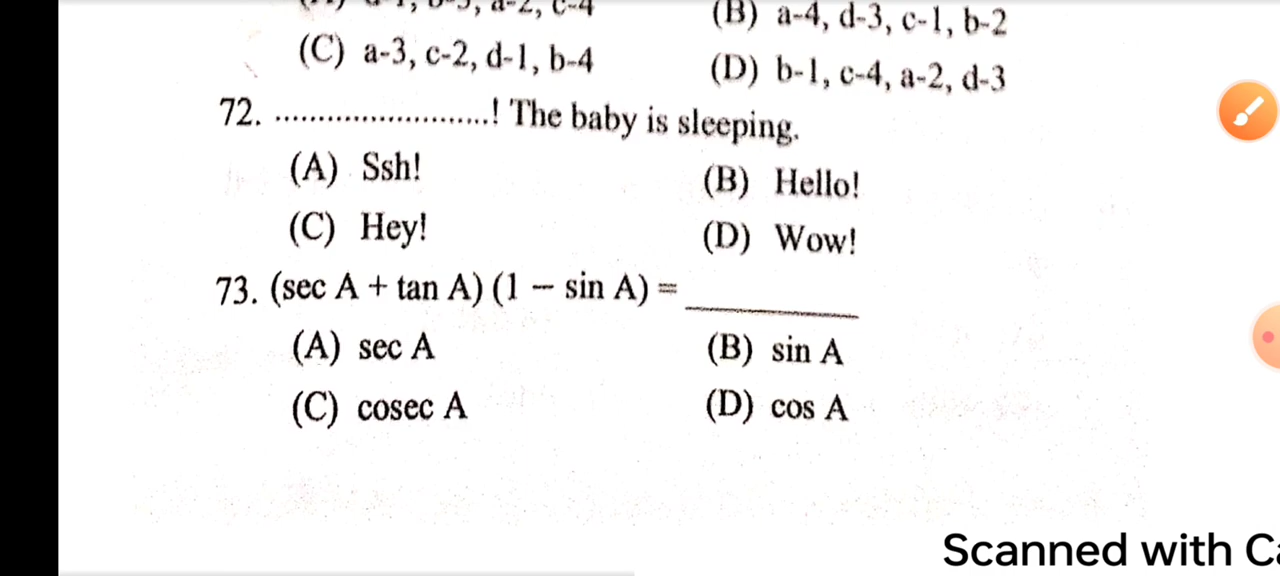 (B) a-4, d-3, c-1, b-2
(C) a-3, c-2, d-1, b-4
(D) b-1, c-4, a-2, d-3
72. ........................! The baby is sleeping.
(A) Ssh!
(B) Hello!
(C) Hey!
(D) Wow!
73. (sec A + tan A) (1 − sin A) = ____________
(A) sec A
(B) sin A
(C) cosec A
(D) cos A
Scanned with